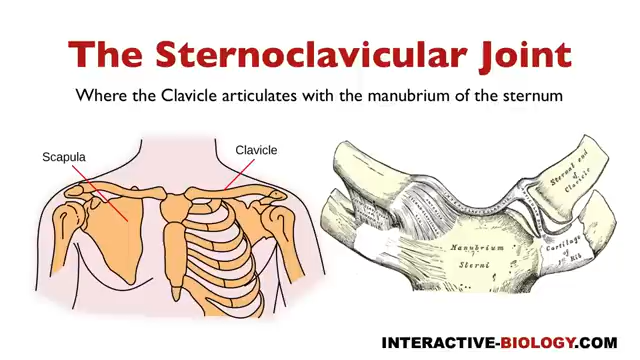 The Sternoclavicular Joint
Where the Clavicle articulates with the manubrium of the sternum
Scapula
Clavicle
Sternal end
of
Clavicle
Manubrium
Sterni
Cartilage
of
1st Rib
INTERACTIVE-BIOLOGY.COM